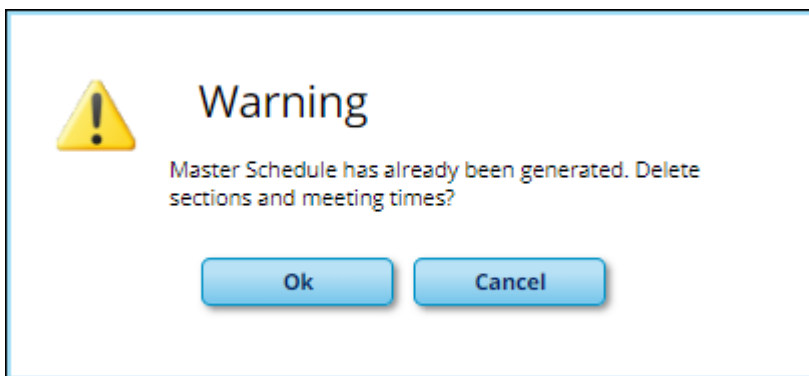 Warning
Master Schedule has already been generated. Delete
sections and meeting times?
Ok
Cancel